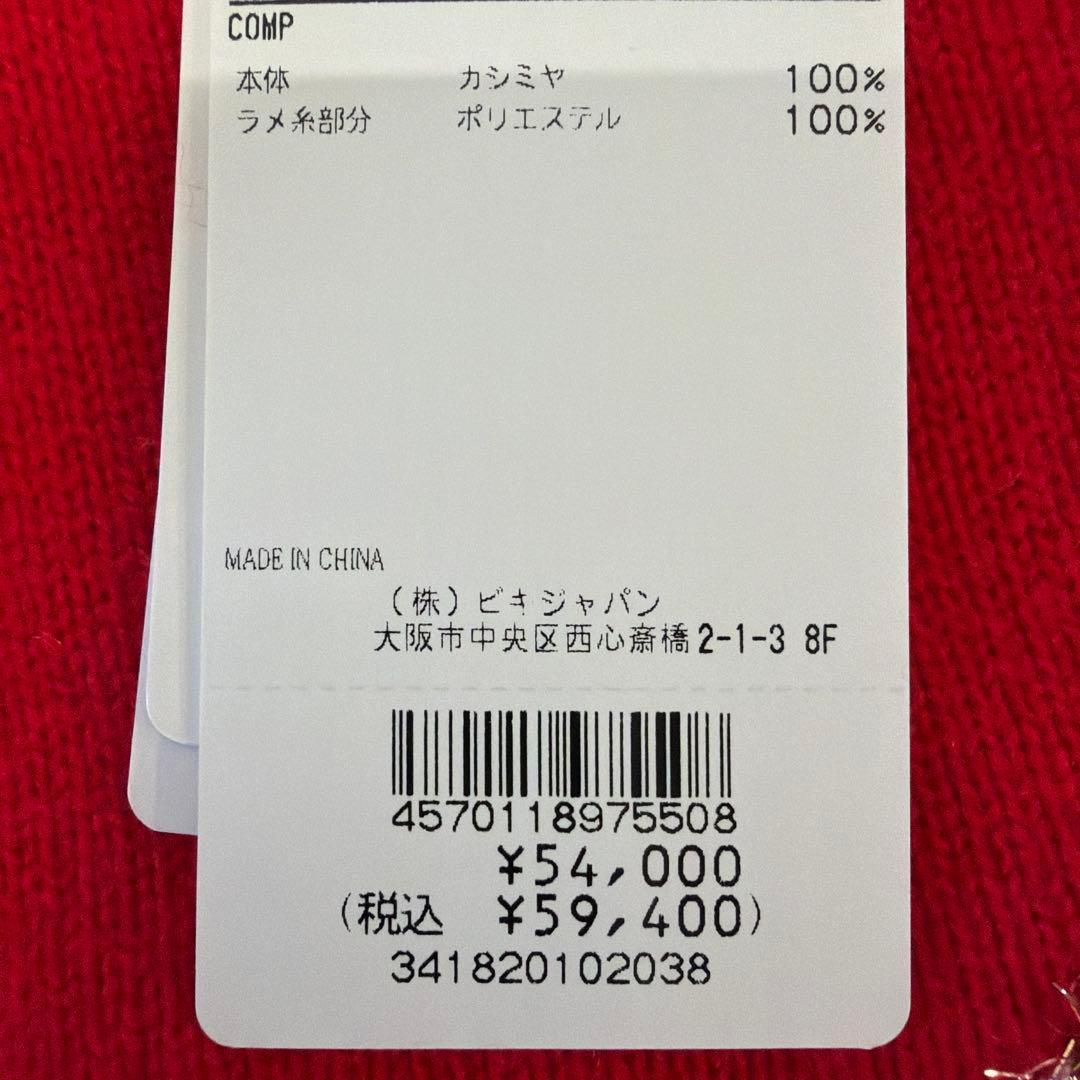 COMP
本体 カシミヤ 100%
ラメ糸部分 ポリエステル 100%
MADE IN CHINA
（株）ビキジャパン
大阪市中央区西心斎橋2-1-3 8F
4570118975508
¥54,000
(税込 ¥59,400)
341820102038